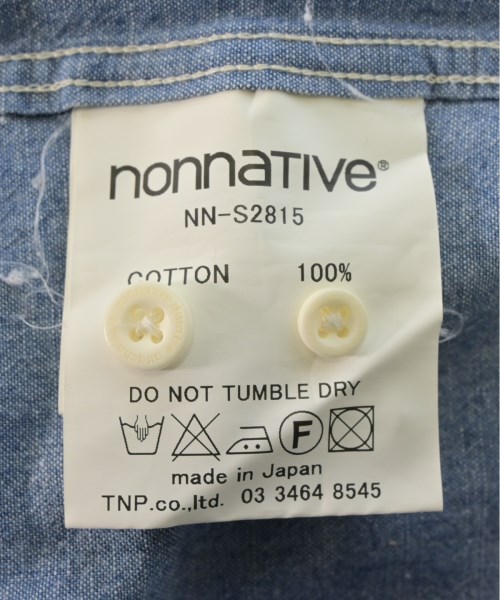 nonnative®
NN-S2815
COTTON 100%
DO NOT TUMBLE DRY
F
made in Japan
TNP.co.,ltd. 03 3464 8545